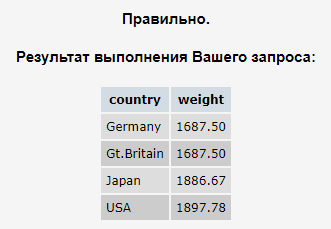 Правильно.
Результат выполнения Вашего запроса:
country weight
Germany 1687.50
Gt.Britain 1687.50
Japan 1886.67
USA 1897.78